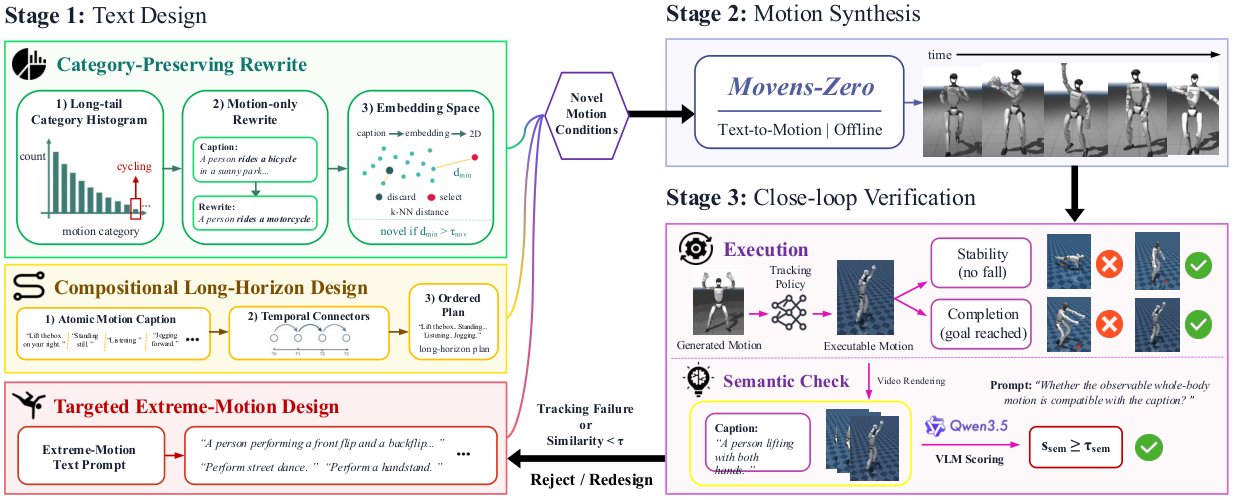 Stage 1: Text Design
Category-Preserving Rewrite
1) Long-tail
Category Histogram
count
cycling
...
motion category
2) Motion-only
Rewrite
Caption:
A person rides a bicycle
in a sunny park...
Rewrite:
A person rides a motorcycle.
3) Embedding Space
caption
embedding
2D
dmin
discard
select
k-NN distance
novel if dmin > τnov
Compositional Long-Horizon Design
1) Atomic Motion Caption
“Lift the box
on your right.”
“Standing
still.”
“Listening.”
“Jogging
forward.”
...
2) Temporal Connectors
3) Ordered
Plan
“Lift the box...Standing...
Listening...Jogging.”
long-horizon plan
Targeted Extreme-Motion Design
Extreme-Motion
Text Prompt
“A person performing a front flip and a backflip... ”
“Perform street dance. ” “Perform a handstand. ”
...
Novel
Motion
Conditions
Stage 2: Motion Synthesis
Movens-Zero
Text-to-Motion | Offline
time
Stage 3: Close-loop Verification
Execution
Tracking
Policy
Generated Motion
Executable Motion
Stability
(no fall)
Completion
(goal reached)
Semantic Check
Video Rendering
Prompt: “Whether the observable whole-body
motion is compatible with the caption? ”
Caption:
“A person lifting
with both
hands. ”
Qwen3.5
VLM Scoring
ssem ≥ τsem
Tracking Failure
or
Similarity < τ
Reject / Redesign